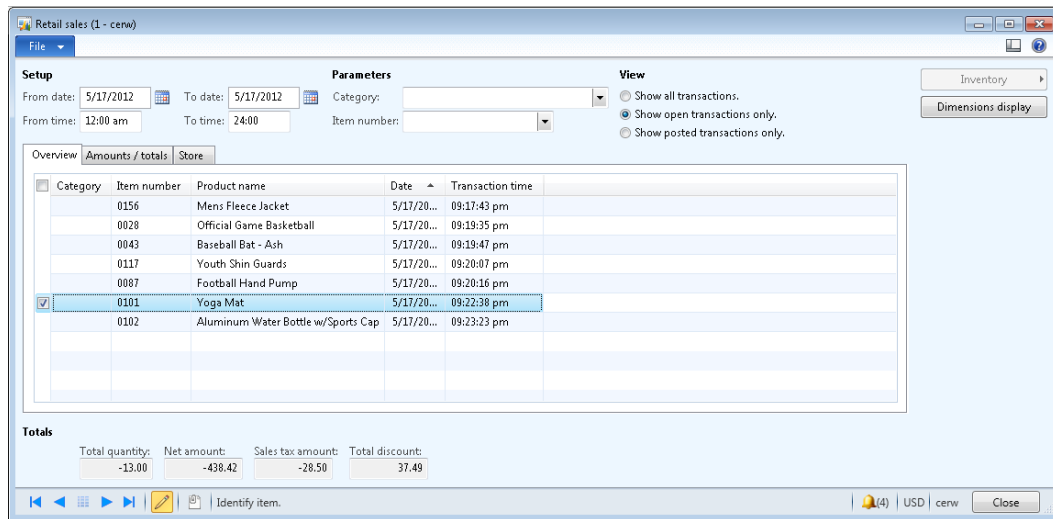 Retail sales (1 - cerw)
File
Setup Parameters View
Inventory
From date: 5/17/2012 To date: 5/17/2012 Category: Show all transactions.
Dimensions display
From time: 12:00 am To time: 24:00 Item number: Show open transactions only.
Show posted transactions only.
Overview Amounts / totals Store
Category Item number Product name Date Transaction time
0156 Mens Fleece Jacket 5/17/20... 09:17:43 pm
0028 Official Game Basketball 5/17/20... 09:19:35 pm
0043 Baseball Bat - Ash 5/17/20... 09:19:47 pm
0117 Youth Shin Guards 5/17/20... 09:20:07 pm
0087 Football Hand Pump 5/17/20... 09:20:16 pm
0101 Yoga Mat 5/17/20... 09:22:38 pm
0102 Aluminum Water Bottle w/Sports Cap 5/17/20... 09:23:23 pm
Totals
Total quantity: Net amount: Sales tax amount: Total discount:
-13.00 -438.42 -28.50 37.49
Identify item. (4) USD cerw Close